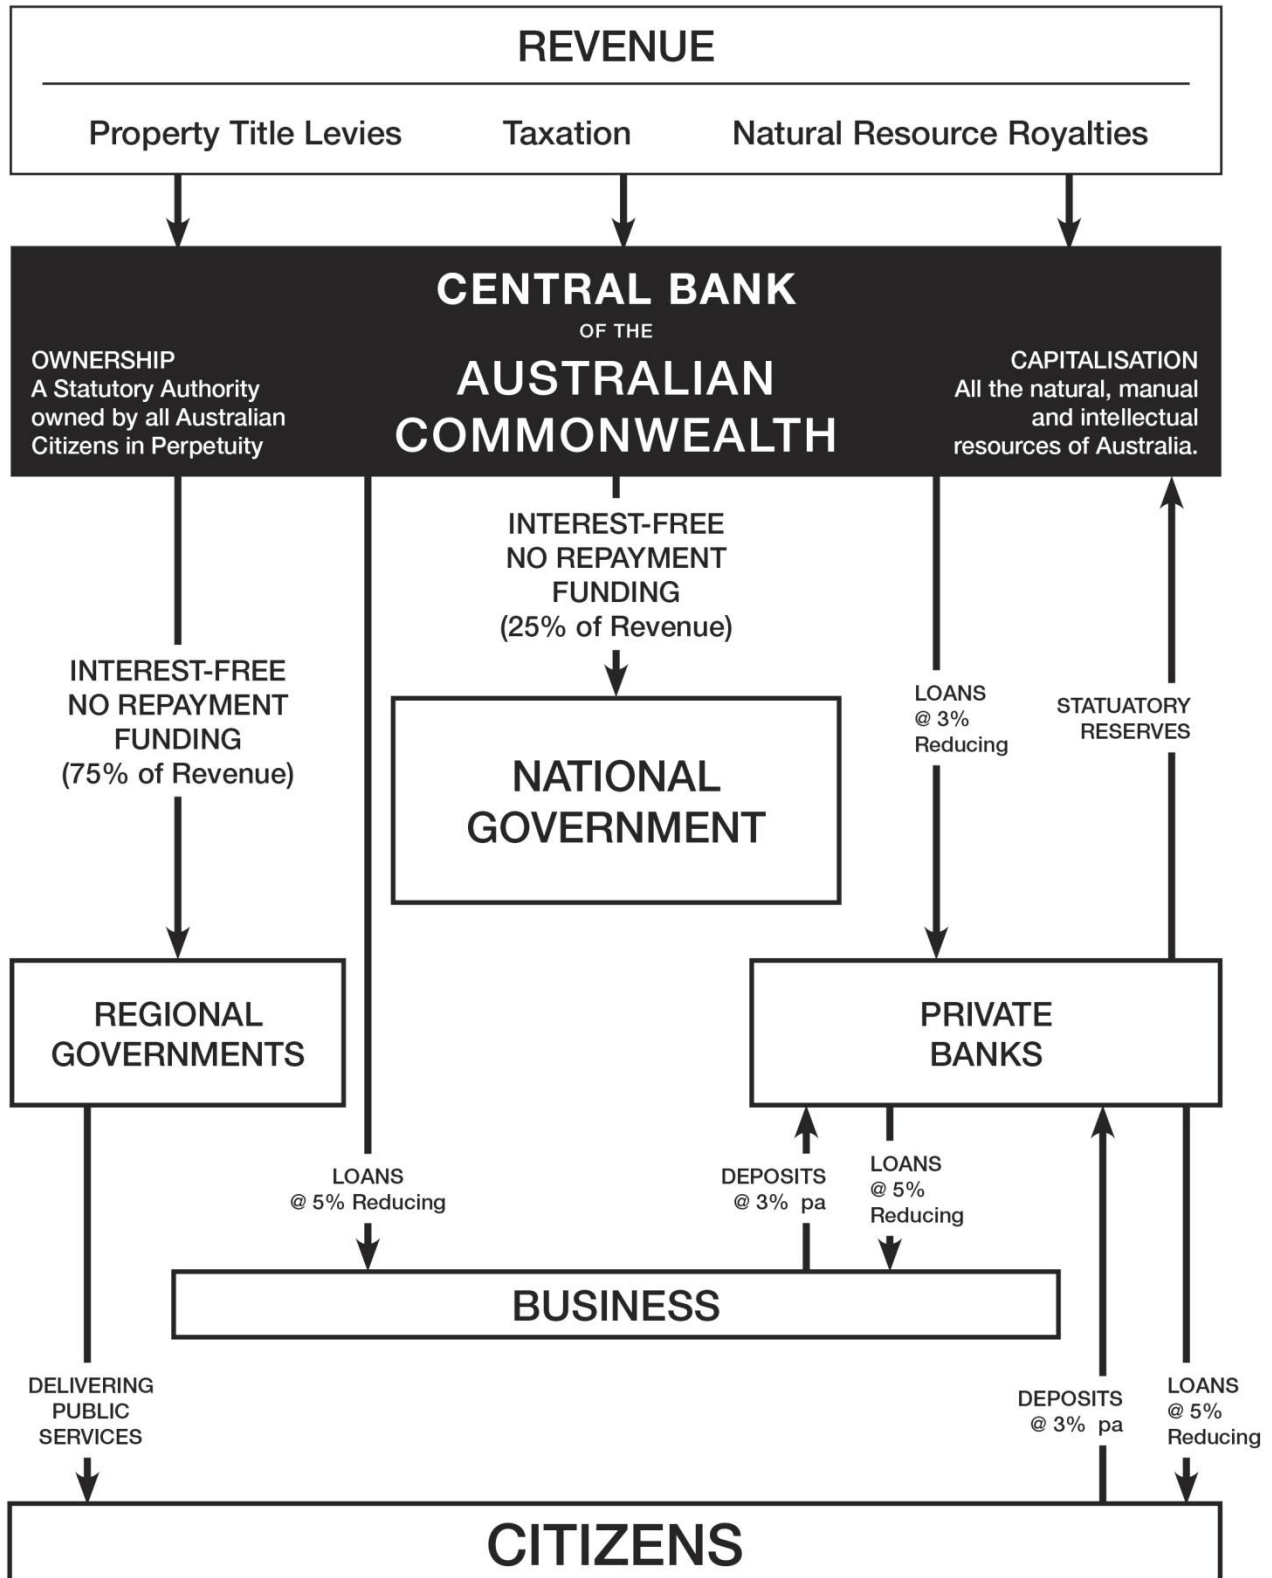 REVENUE
Property Title Levies
Taxation
Natural Resource Royalties
CENTRAL BANK
OF THE
AUSTRALIAN
COMMONWEALTH
OWNERSHIP
A Statutory Authority
owned by all Australian
Citizens in Perpetuity
CAPITALISATION
All the natural, manual
and intellectual
resources of Australia.
INTEREST-FREE
NO REPAYMENT
FUNDING
(25% of Revenue)
INTEREST-FREE
NO REPAYMENT
FUNDING
(75% of Revenue)
LOANS
@ 3%
Reducing
STATUATORY
RESERVES
NATIONAL
GOVERNMENT
REGIONAL
GOVERNMENTS
PRIVATE
BANKS
LOANS
@ 5% Reducing
DEPOSITS
@ 3% pa
LOANS
@ 5%
Reducing
BUSINESS
DELIVERING
PUBLIC
SERVICES
DEPOSITS
@ 3% pa
LOANS
@ 5%
Reducing
CITIZENS